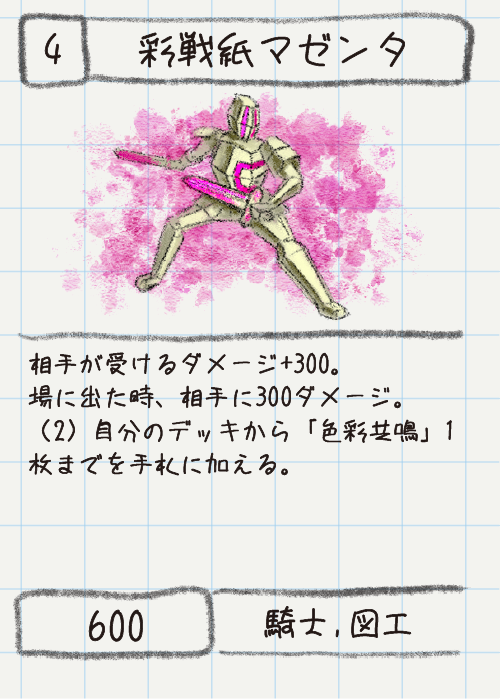 4
彩戦紙マゼンタ
相手が受けるダメージ+300。
場に出た時、相手に300ダメージ。
(2) 自分のデッキから「色彩共鳴」1
枚までを手札に加える。
600
騎士,図工